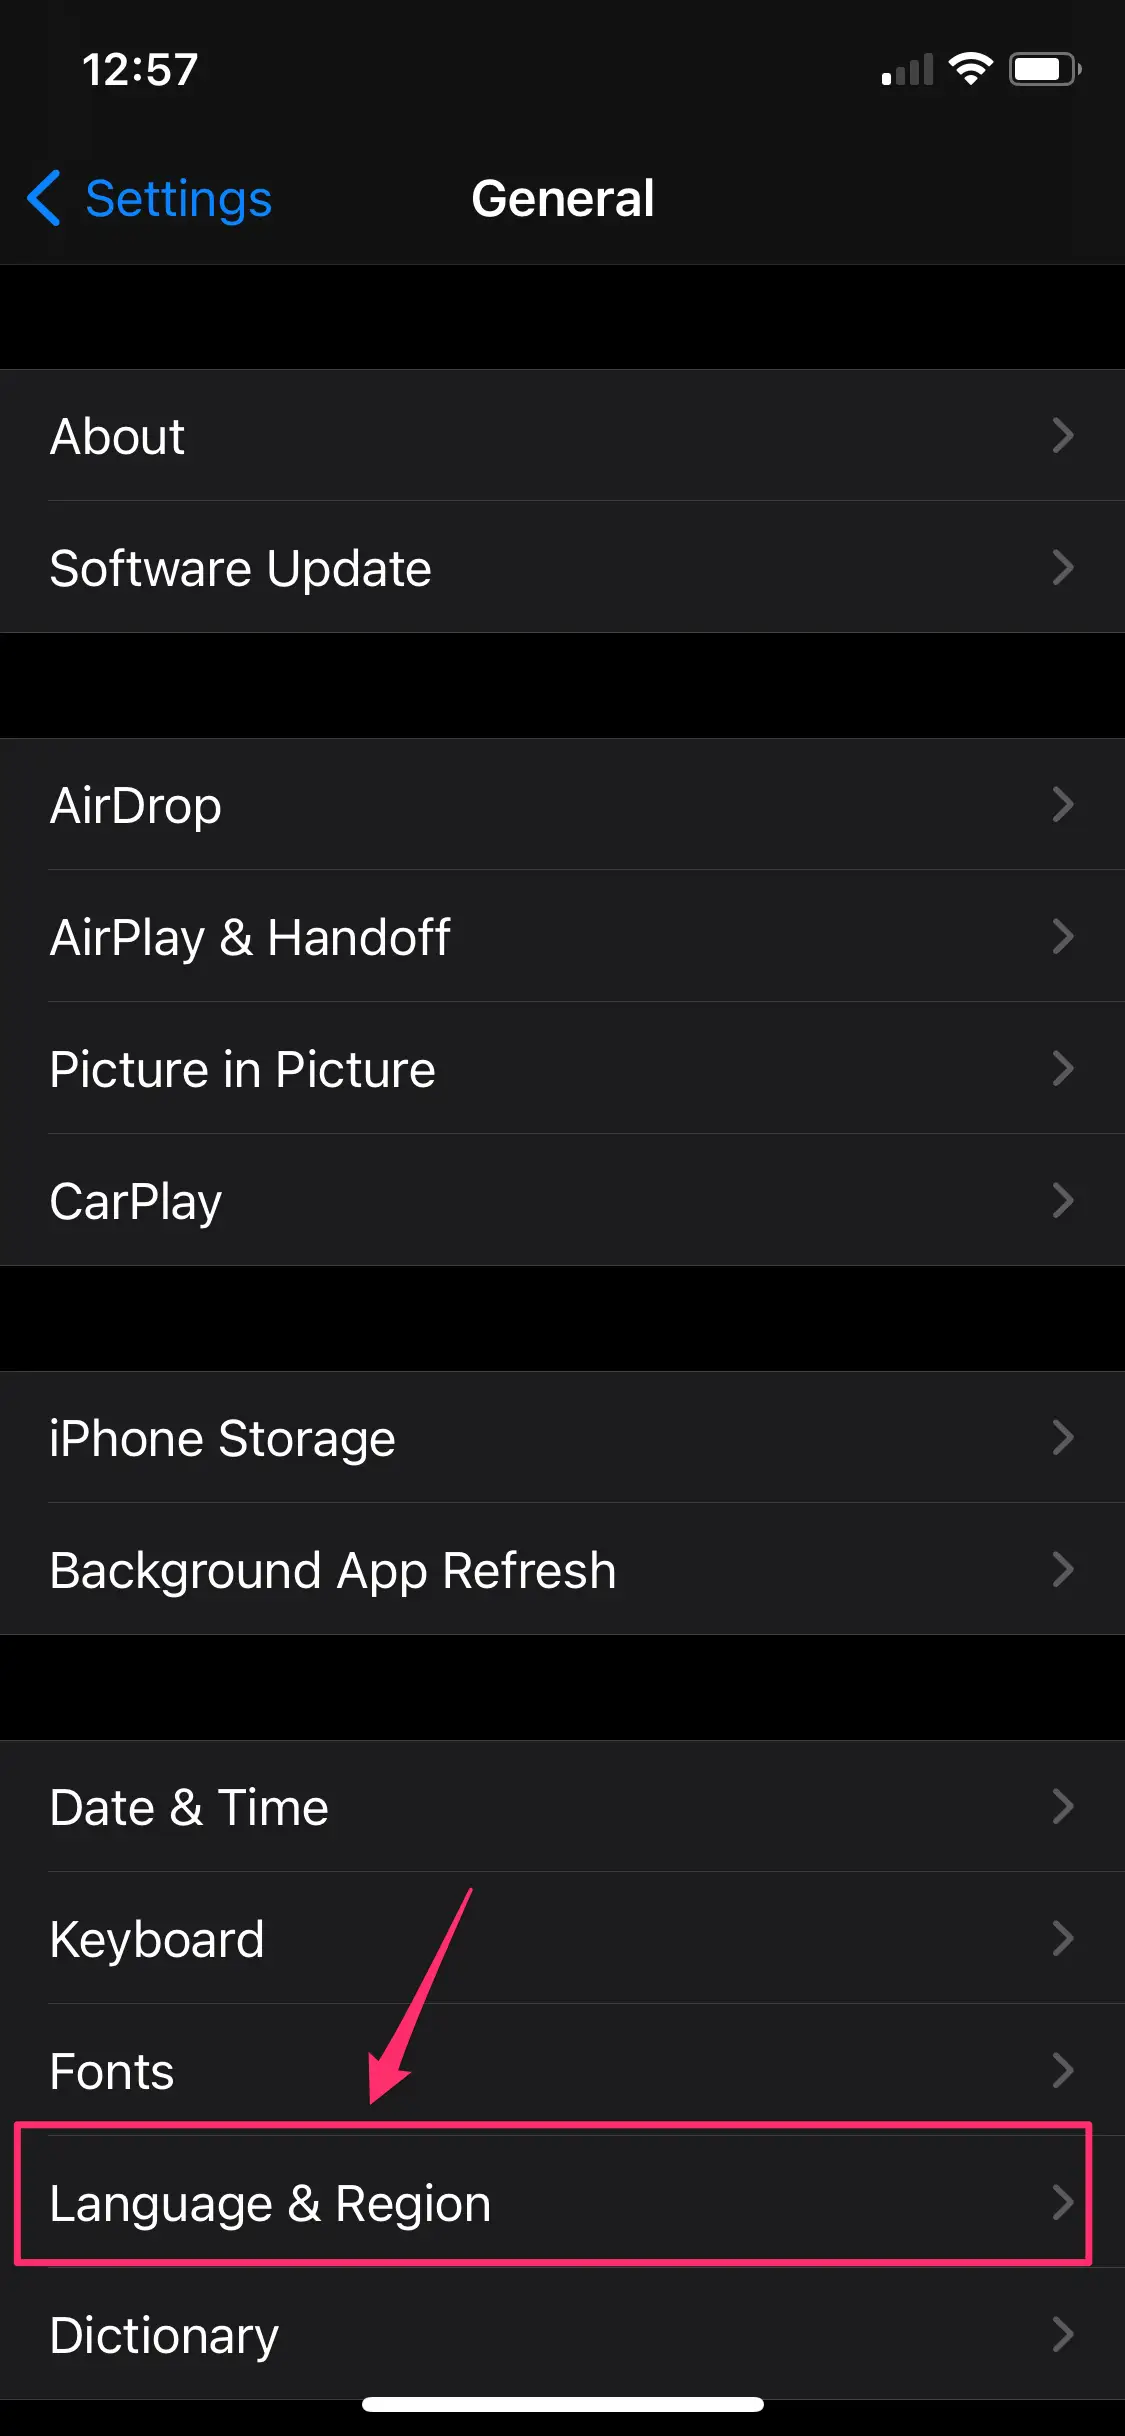 12:57
Settings
General
About
Software Update
AirDrop
AirPlay & Handoff
Picture in Picture
CarPlay
iPhone Storage
Background App Refresh
Date & Time
Keyboard
Fonts
Language & Region
Dictionary